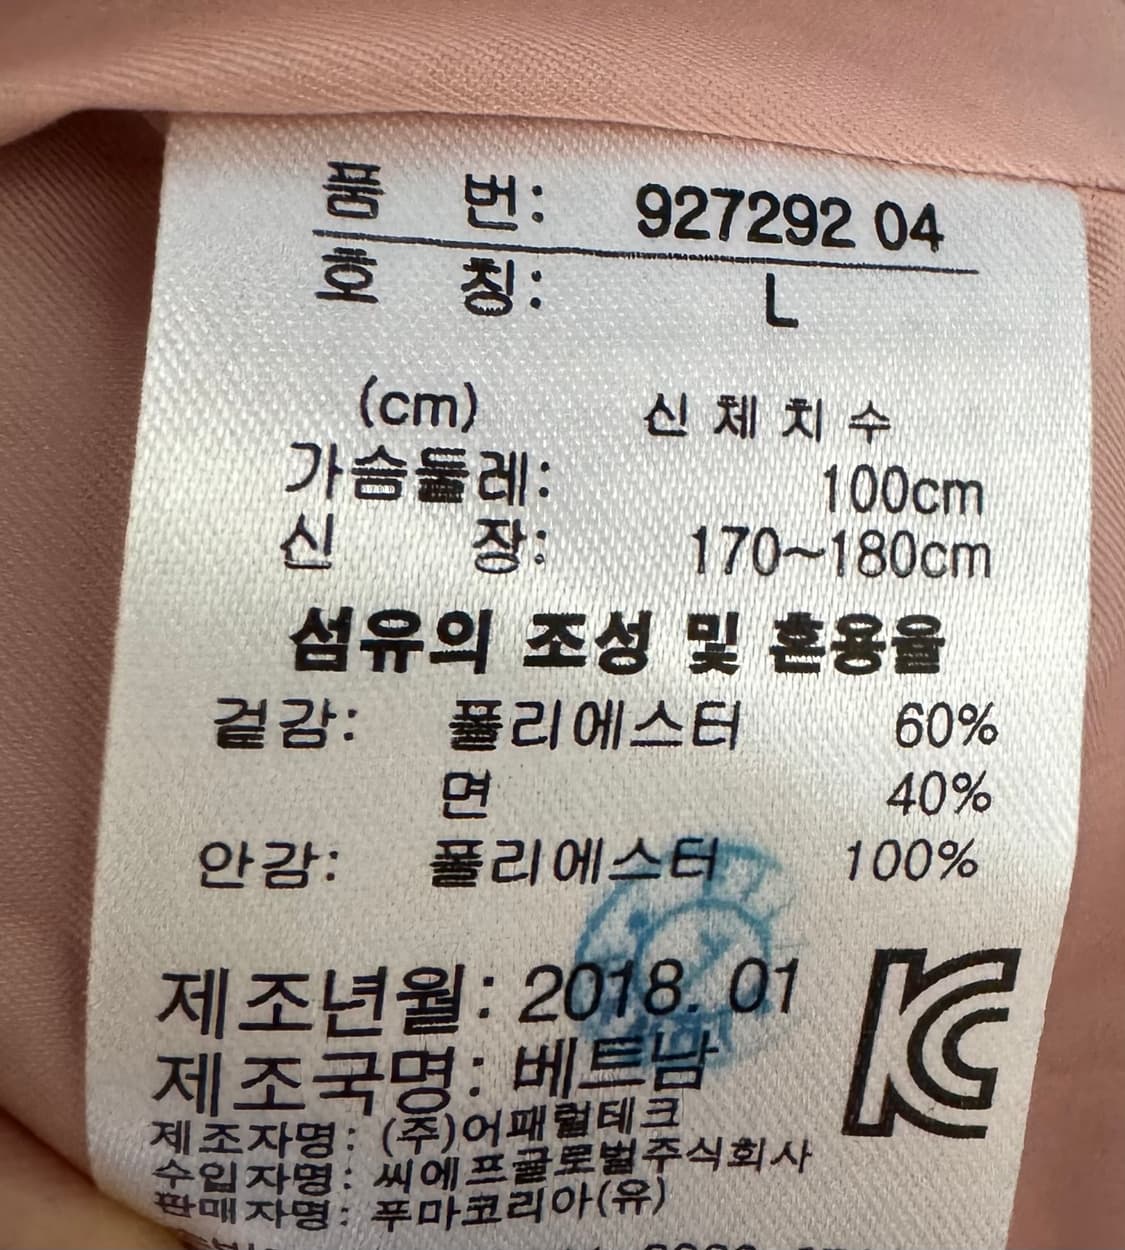 품 번: 927292 04
호 칭: L
(cm) 신 체 치 수
가슴둘레: 100cm
신 장: 170~180cm
섬유의 조성 및 혼용율
겉감: 폴리에스터 60%
면 40%
안감: 폴리에스터 100%
제조년월: 2018. 01
제조국명: 베트남
제조자명: (주)어패럴테크
수입자명: 씨에프글로벌주식회사
판매자명: 푸마코리아(유)
KC